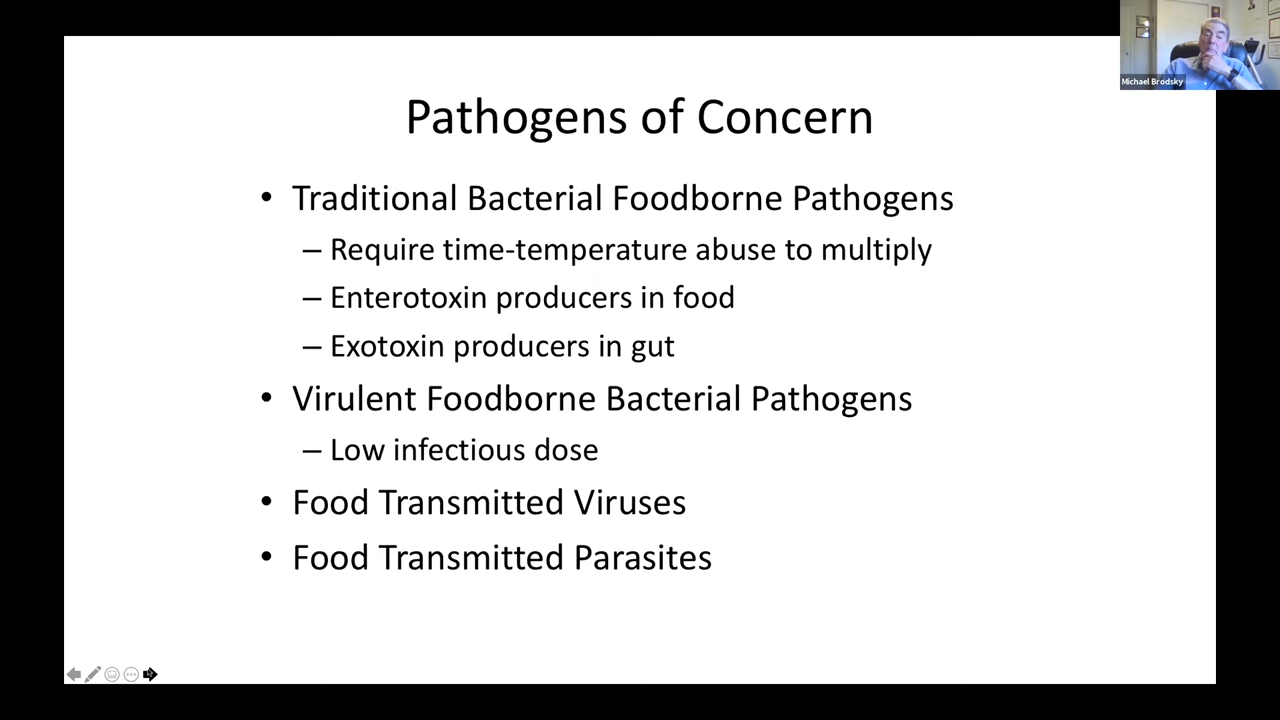 Michael Brodsky
Pathogens of Concern
• Traditional Bacterial Foodborne Pathogens
– Require time-temperature abuse to multiply
– Enterotoxin producers in food
– Exotoxin producers in gut
• Virulent Foodborne Bacterial Pathogens
– Low infectious dose
• Food Transmitted Viruses
• Food Transmitted Parasites